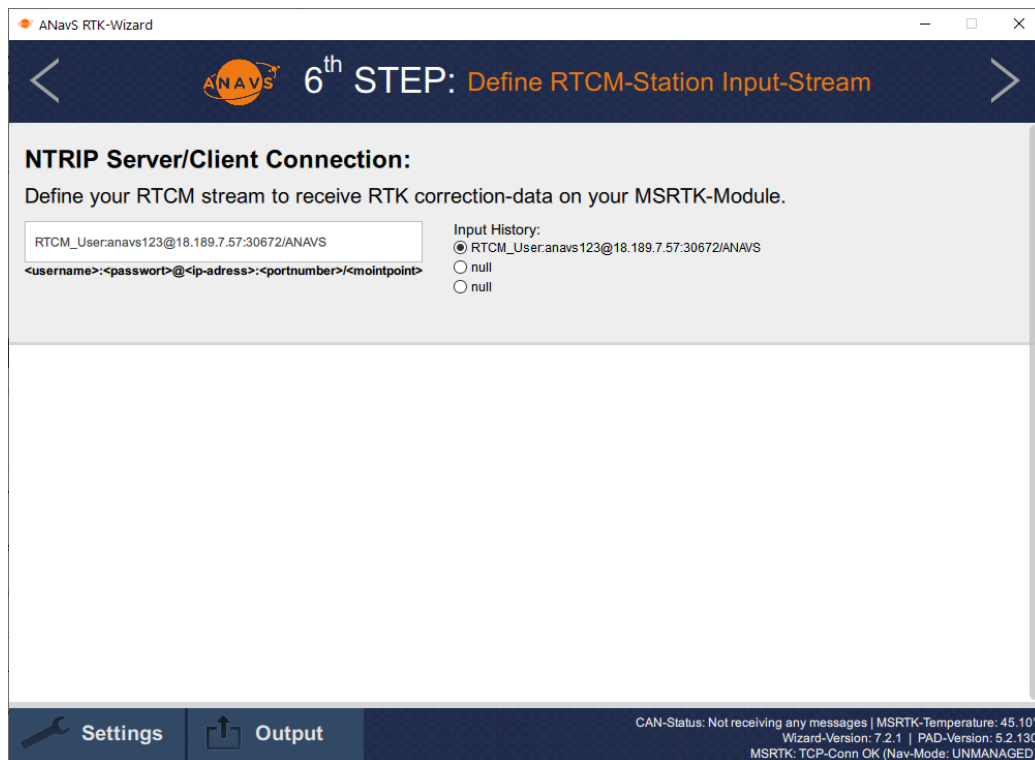 ANavS RTK-Wizard
ANAVS
6th STEP: Define RTCM-Station Input-Stream
NTRIP Server/Client Connection:
Define your RTCM stream to receive RTK correction-data on your MSRTK-Module.
RTCM_User:anavs123@18.189.7.57:30672/ANAVS
<username>:<passwort>@<ip-adress>:<portnumber>/<mointpoint>
Input History:
RTCM_User:anavs123@18.189.7.57:30672/ANAVS
null
null
Settings
Output
CAN-Status: Not receiving any messages | MSRTK-Temperature: 45.10°
Wizard-Version: 7.2.1 | PAD-Version: 5.2.130
MSRTK: TCP-Conn OK (Nav-Mode: UNMANAGED)